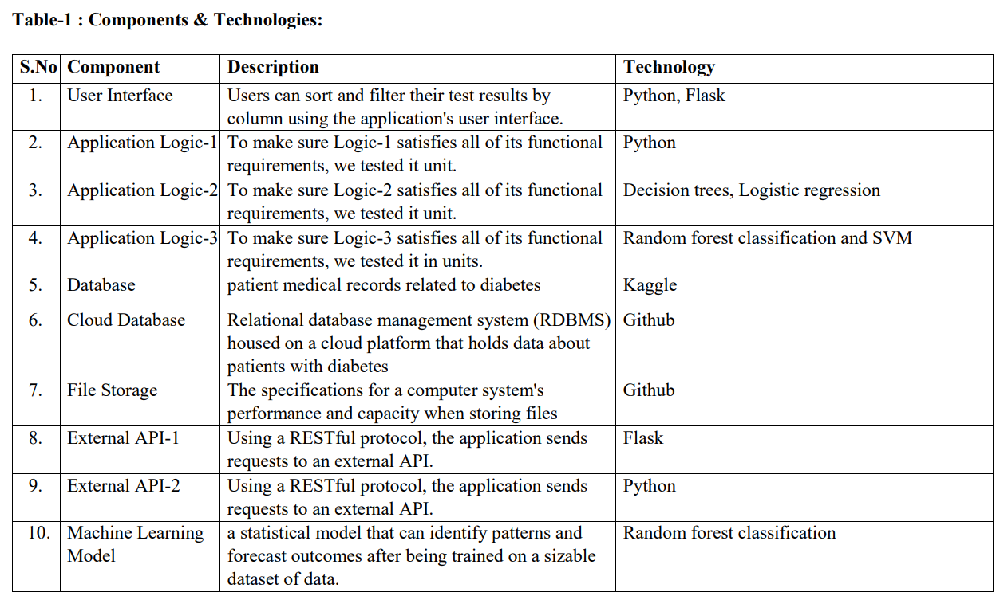 Table-1 : Components & Technologies:
S.No Component Description Technology
1. User Interface Users can sort and filter their test results by Python, Flask
column using the application's user interface.
2. Application Logic-1 To make sure Logic-1 satisfies all of its functional Python
requirements, we tested it unit.
3. Application Logic-2 To make sure Logic-2 satisfies all of its functional Decision trees, Logistic regression
requirements, we tested it unit.
4. Application Logic-3 To make sure Logic-3 satisfies all of its functional Random forest classification and SVM
requirements, we tested it in units.
5. Database patient medical records related to diabetes Kaggle
6. Cloud Database Relational database management system (RDBMS) Github
housed on a cloud platform that holds data about
patients with diabetes
7. File Storage The specifications for a computer system's Github
performance and capacity when storing files
8. External API-1 Using a RESTful protocol, the application sends Flask
requests to an external API.
9. External API-2 Using a RESTful protocol, the application sends Python
requests to an external API.
10. Machine Learning a statistical model that can identify patterns and Random forest classification
Model forecast outcomes after being trained on a sizable
dataset of data.